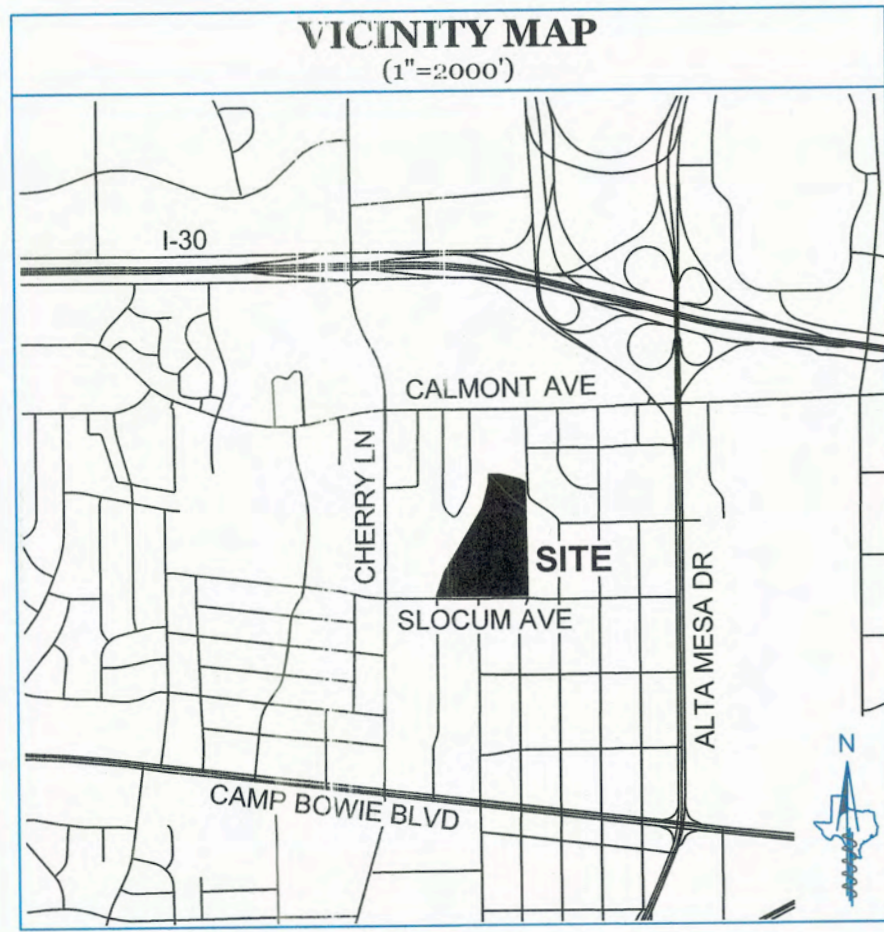 VICINITY MAP
(1"=2000')
I-30
CALMONT AVE
CHERRY LN
SITE
SLOCUM AVE
ALTA MESA DR
N
CAMP BOWIE BLVD